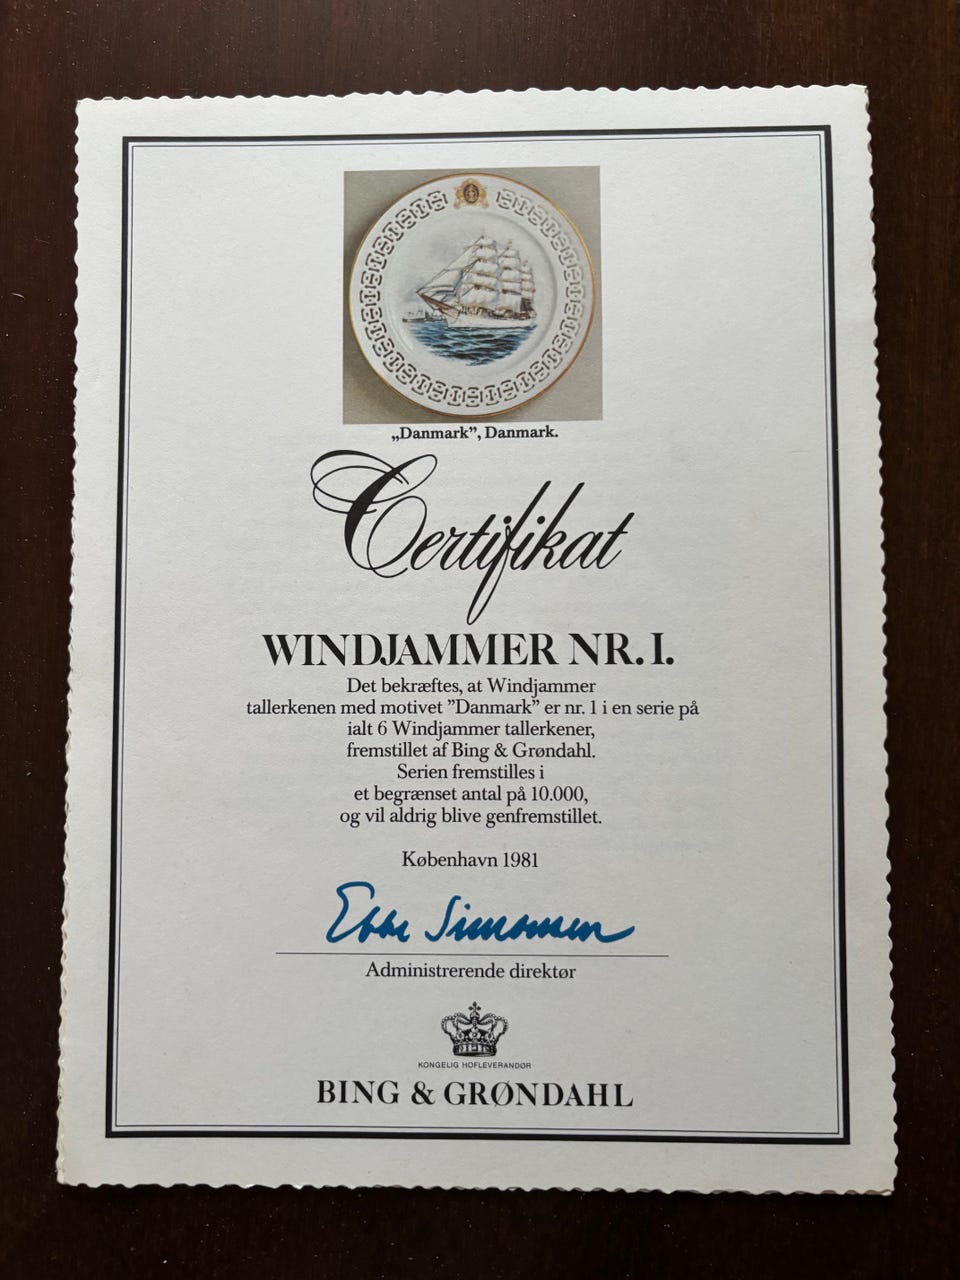 „Danmark”, Danmark.
Certifikat
WINDJAMMER NR. I.
Det bekræftes, at Windjammer
tallerkenen med motivet ”Danmark” er nr. 1 i en serie på
ialt 6 Windjammer tallerkener,
fremstillet af Bing & Grøndahl.
Serien fremstilles i
et begrænset antal på 10.000,
og vil aldrig blive genfremstillet.
København 1981
Ebbe Simonsen
Administrerende direktør
KONGELIG HOFLEVERANDØR
BING & GRØNDAHL